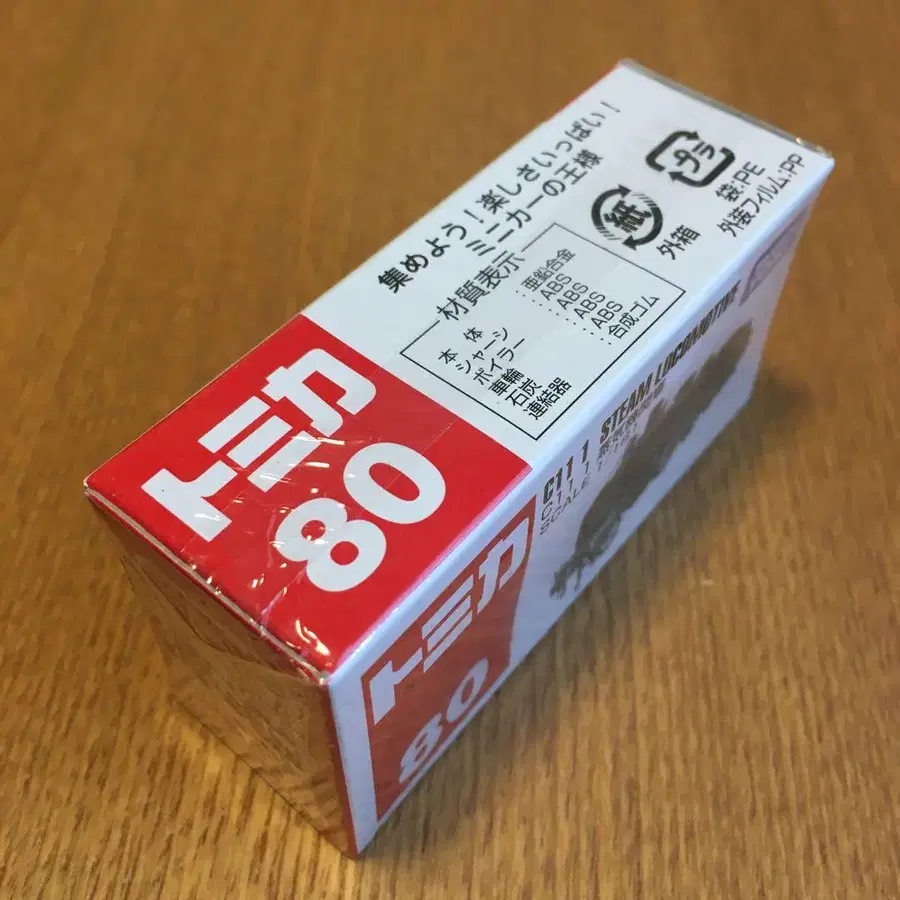 トミカ
80
集めよう！楽しさいっぱい！
ミニカーの王様
材質表示
本体…亜鉛合金
シャーシ…ABS
ボイラー…ABS
車輪…ABS
石炭…ABS
連結器…合成ゴム
紙
外箱
プラ
袋:PE
外装フィルム:PP
トミカ
80
C11 1 STEAM LOCOMOTIVE
C11 1
SCALE